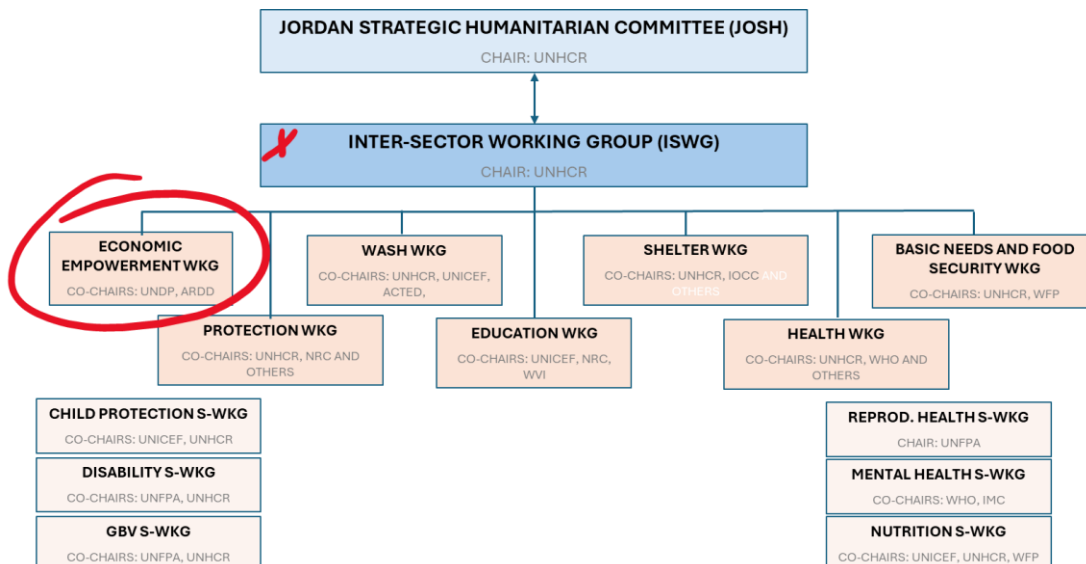 JORDAN STRATEGIC HUMANITARIAN COMMITTEE (JOSH)
CHAIR: UNHCR
INTER-SECTOR WORKING GROUP (ISWG)
CHAIR: UNHCR
ECONOMIC
EMPOWERMENT WKG
CO-CHAIRS: UNDP, ARDD
WASH WKG
CO-CHAIRS: UNHCR, UNICEF,
ACTED,
SHELTER WKG
CO-CHAIRS: UNHCR, IOCC AND
OTHERS
BASIC NEEDS AND FOOD
SECURITY WKG
CO-CHAIRS: UNHCR, WFP
PROTECTION WKG
CO-CHAIRS: UNHCR, NRC AND
OTHERS
EDUCATION WKG
CO-CHAIRS: UNICEF, NRC,
WVI
HEALTH WKG
CO-CHAIRS: UNHCR, WHO AND
OTHERS
CHILD PROTECTION S-WKG
CO-CHAIRS: UNICEF, UNHCR
DISABILITY S-WKG
CO-CHAIRS: UNFPA, UNHCR
GBV S-WKG
CO-CHAIRS: UNFPA, UNHCR
REPROD. HEALTH S-WKG
CHAIR: UNFPA
MENTAL HEALTH S-WKG
CO-CHAIRS: WHO, IMC
NUTRITION S-WKG
CO-CHAIRS: UNICEF, UNHCR, WFP